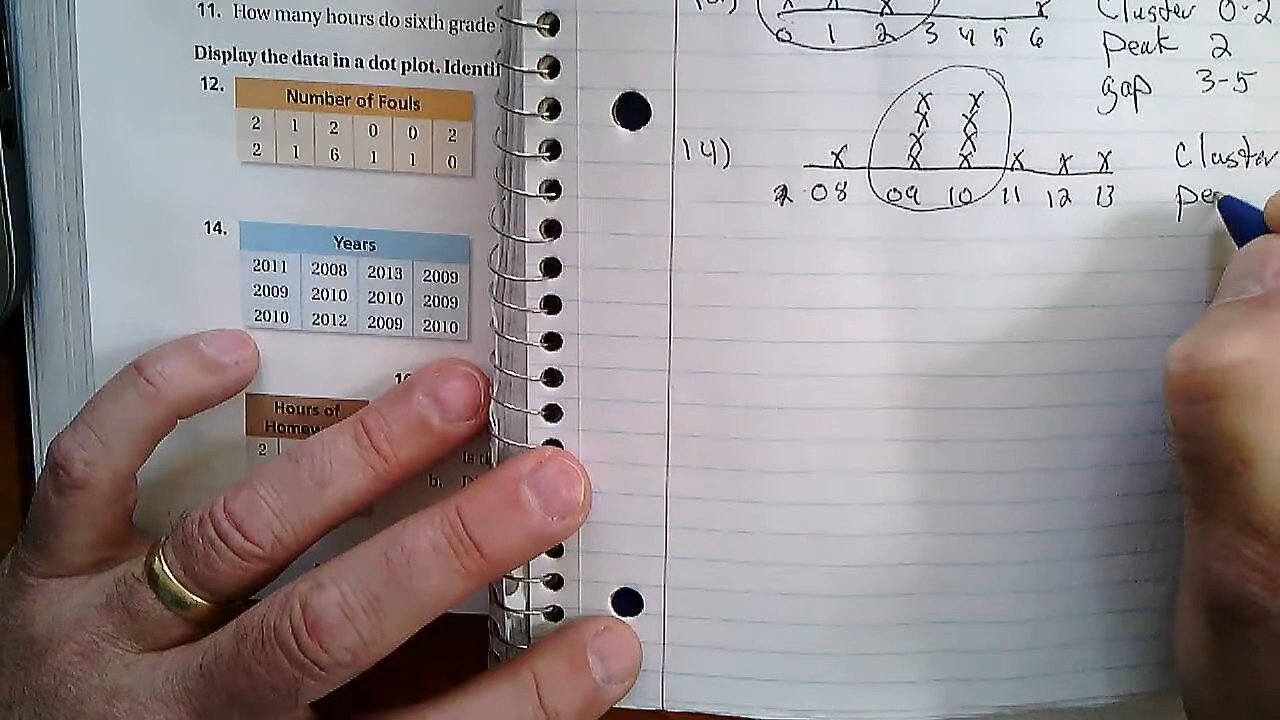 11. How many hours do sixth grade
Display the data in a dot plot. Identif
12.
Number of Fouls
2 1 2 0 0 2
2 1 6 1 1 0
14.
Years
2011 2008 2013 2009
2009 2010 2010 2009
2010 2012 2009 2010
Hours of
Homew
2
b.
x x x x
0 1 2 3 4 5 6
Cluster 0-2
Peak 2
gap 3-5
14)
x x
x x
x x
x x x x x x
08 09 10 11 12 13
Cluster
pe